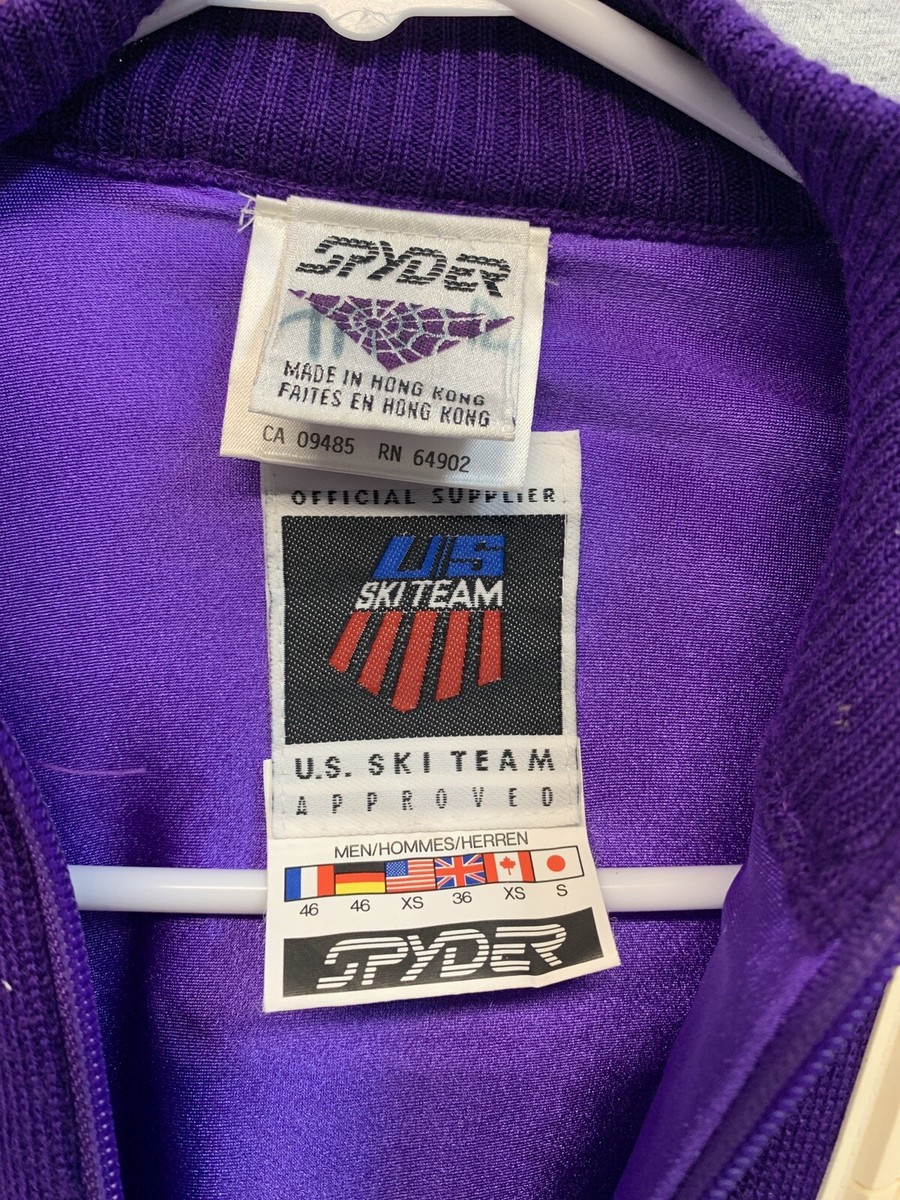 SPYDER
MADE IN HONG KONG
FAITES EN HONG KONG
CA 09485 RN 64902
OFFICIAL SUPPLIER
US
SKI TEAM
U.S. SKI TEAM
APPROVED
MEN/HOMMES/HERREN
46 46 XS 36 XS S
SPYDER